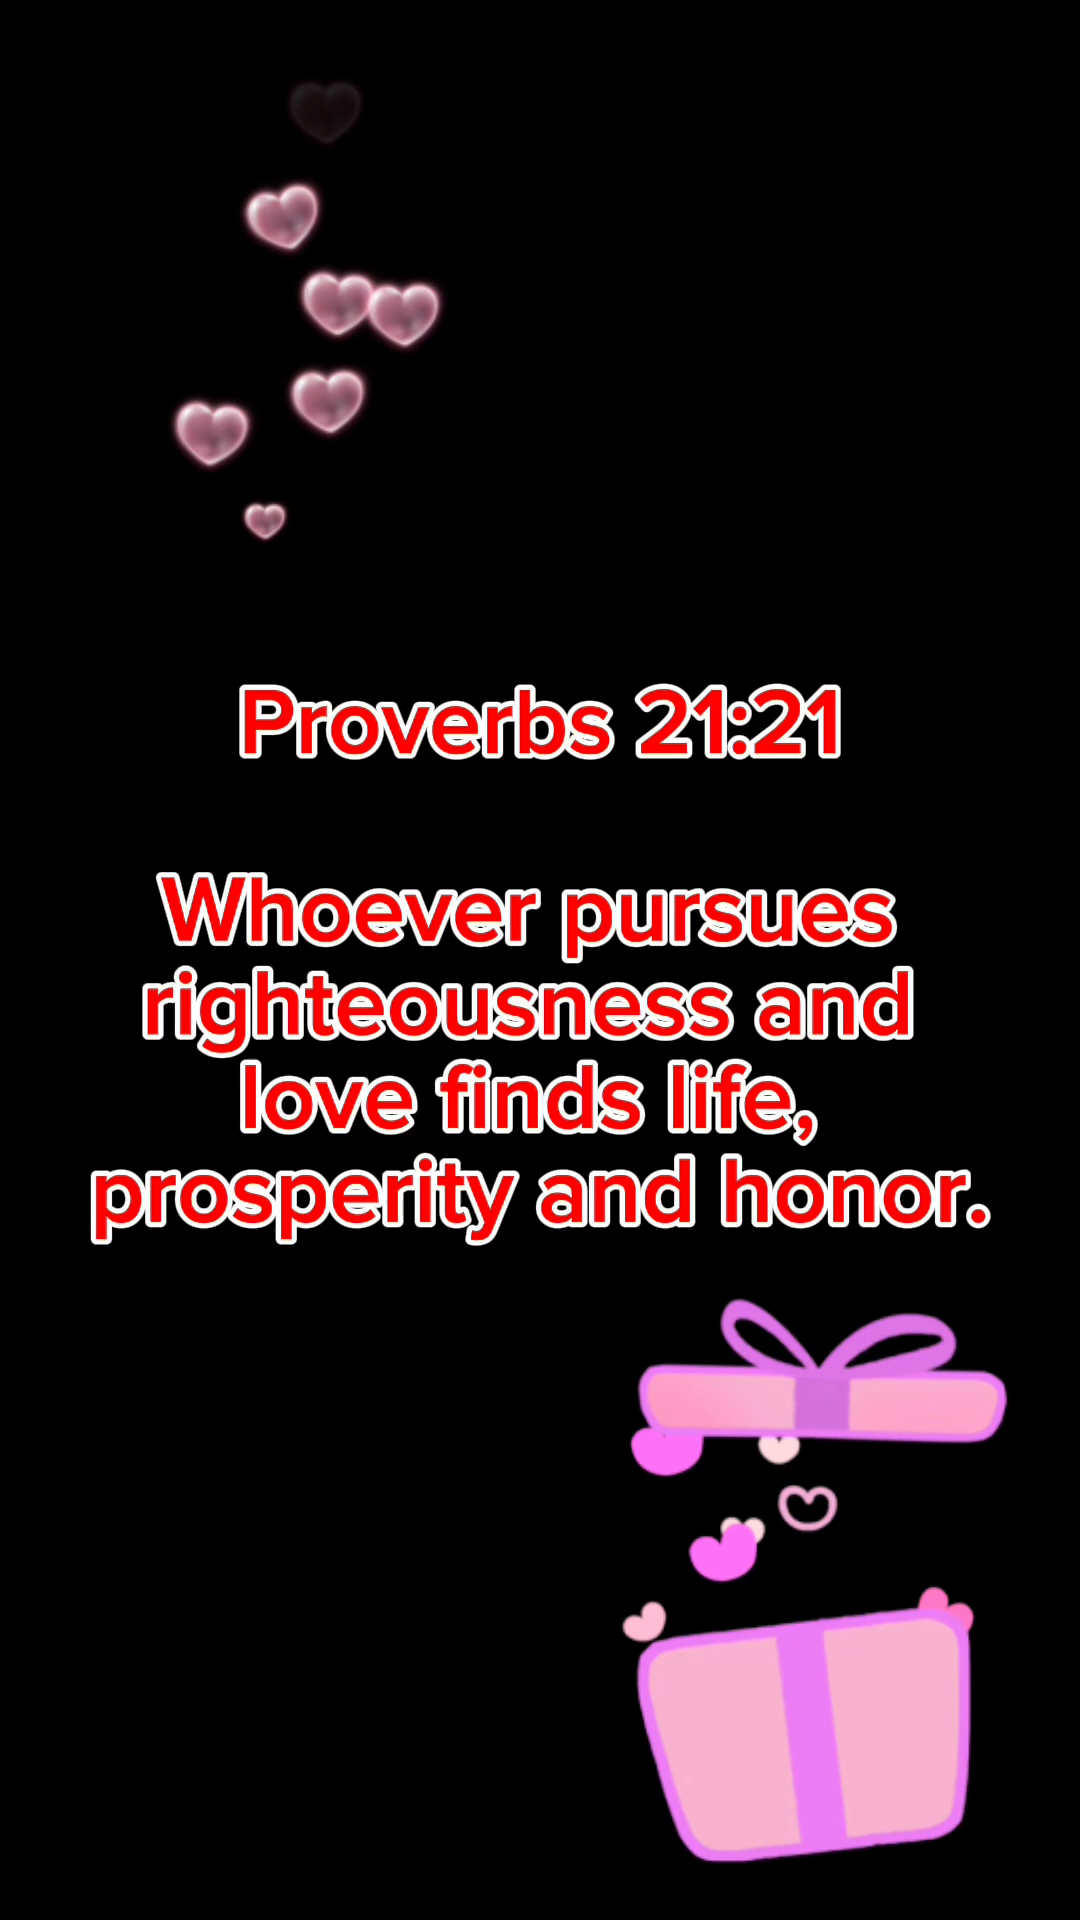 Proverbs 21:21
Whoever pursues
righteousness and
love finds life,
prosperity and honor.